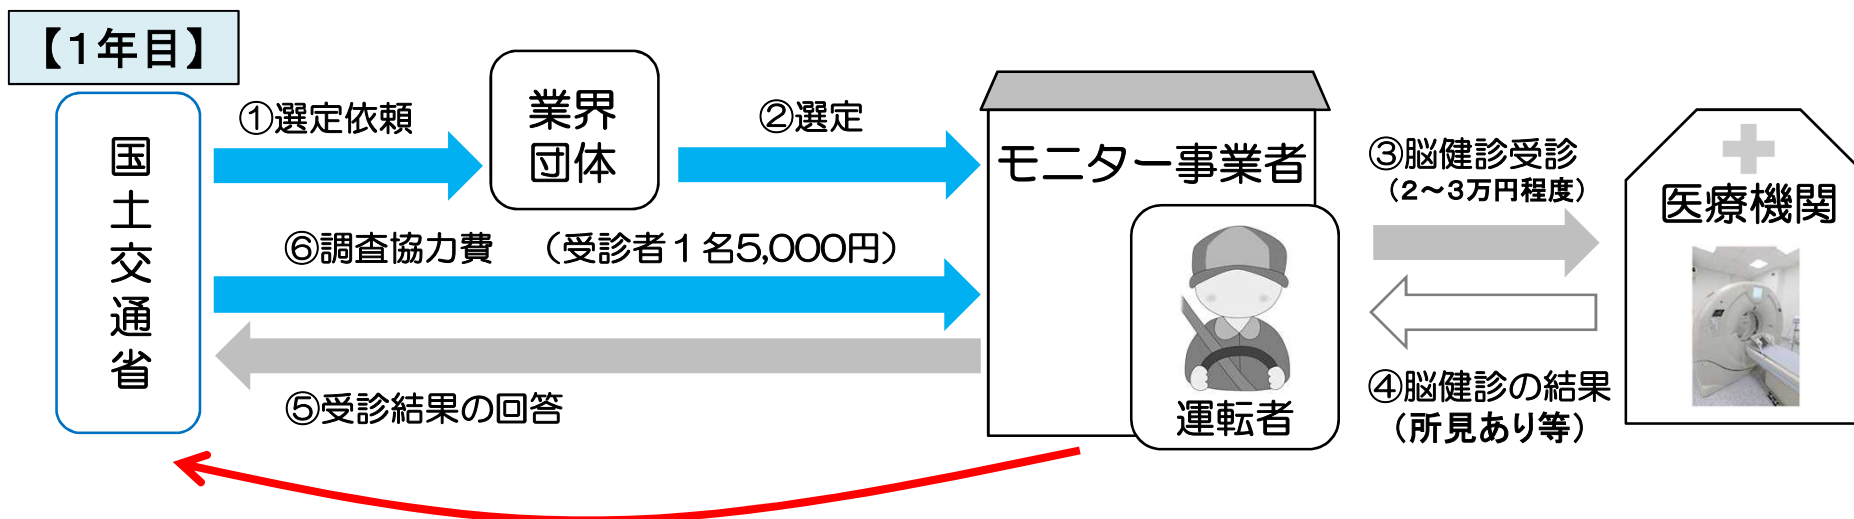 【１年目】
国土交通省
①選定依頼
業界
団体
②選定
モニター事業者
③脳健診受診
（２～３万円程度）
医療機関
⑥調査協力費　（受診者１名5,000円）
⑤受診結果の回答
運転者
④脳健診の結果
（所見あり等）